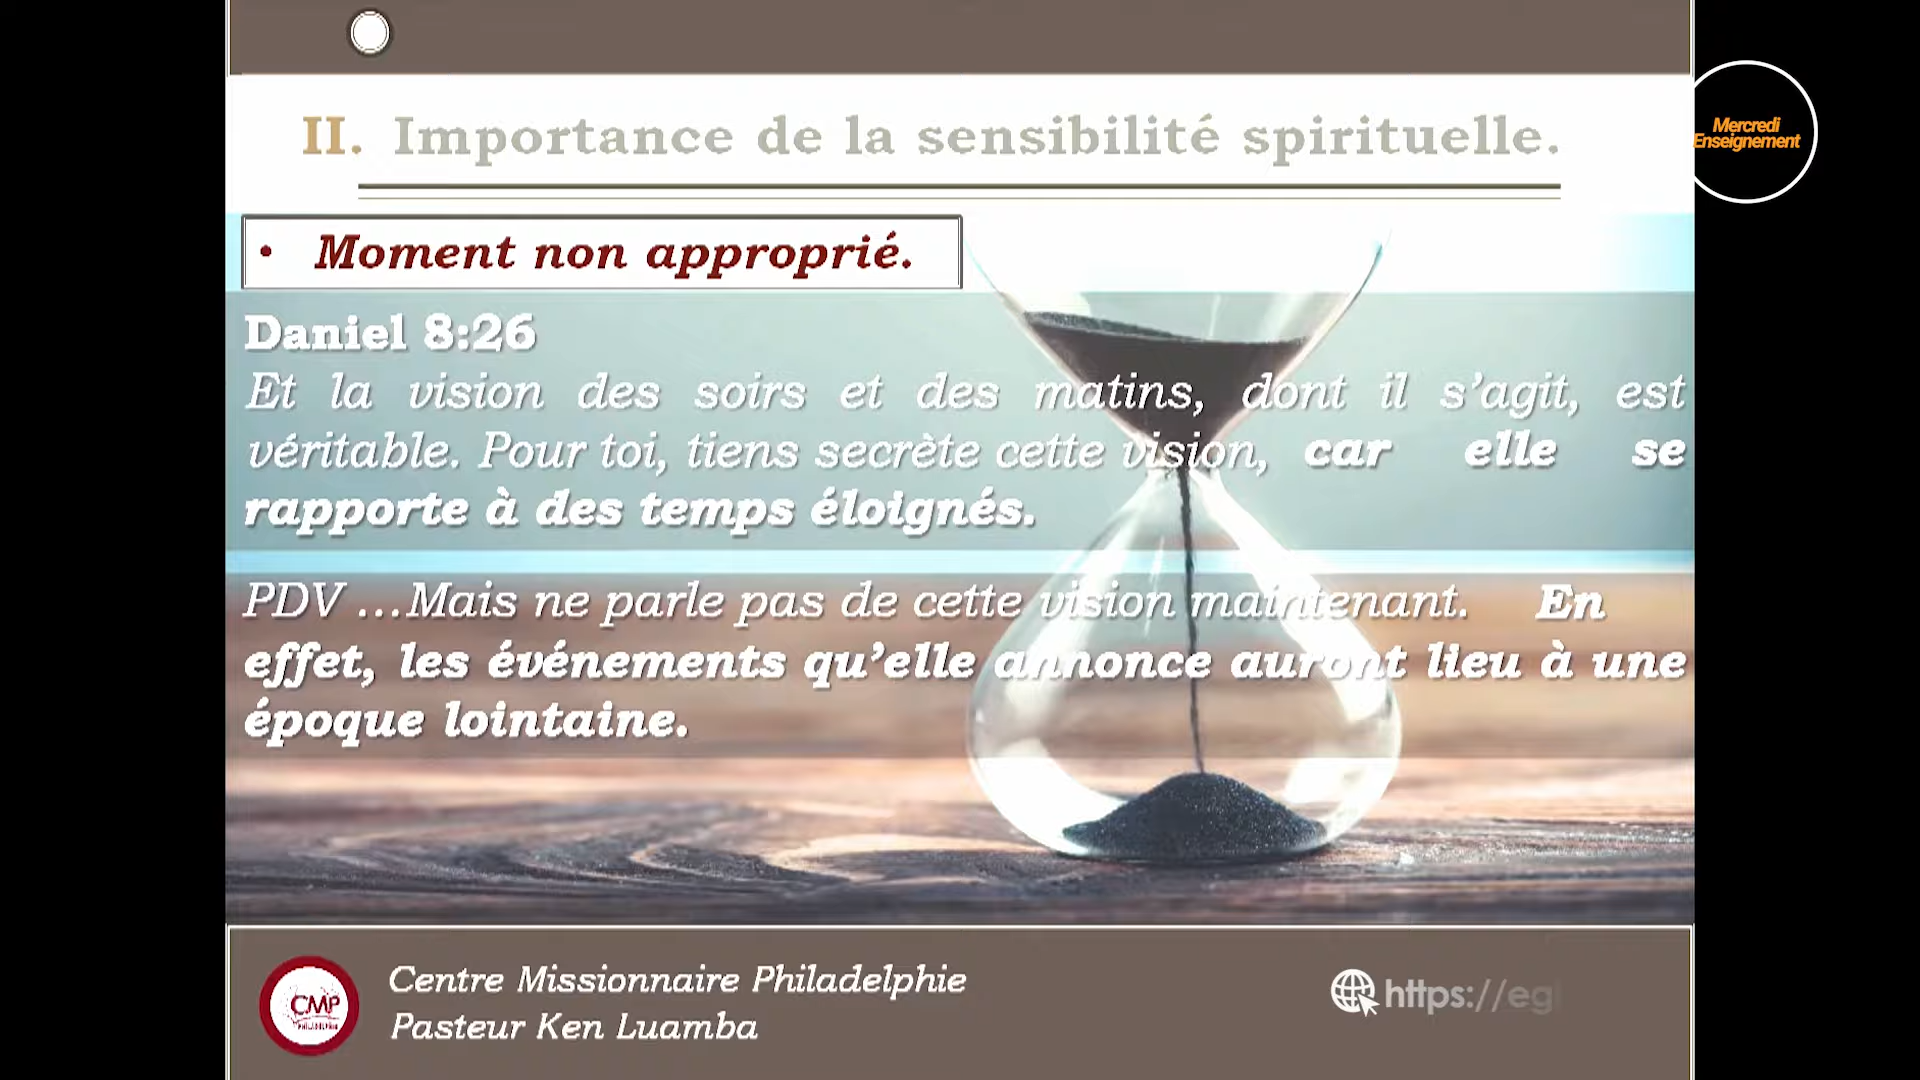 II. Importance de la sensibilité spirituelle.
Mercredi
Enseignement
• Moment non approprié.
Daniel 8:26
Et la vision des soirs et des matins, dont il s’agit, est
véritable. Pour toi, tiens secrète cette vision, car elle se
rapporte à des temps éloignés.
PDV ...Mais ne parle pas de cette vision maintenant. En
effet, les événements qu’elle annonce auront lieu à une
époque lointaine.
CMP
PHILADELPHIE
Centre Missionnaire Philadelphie
Pasteur Ken Luamba
https://egl